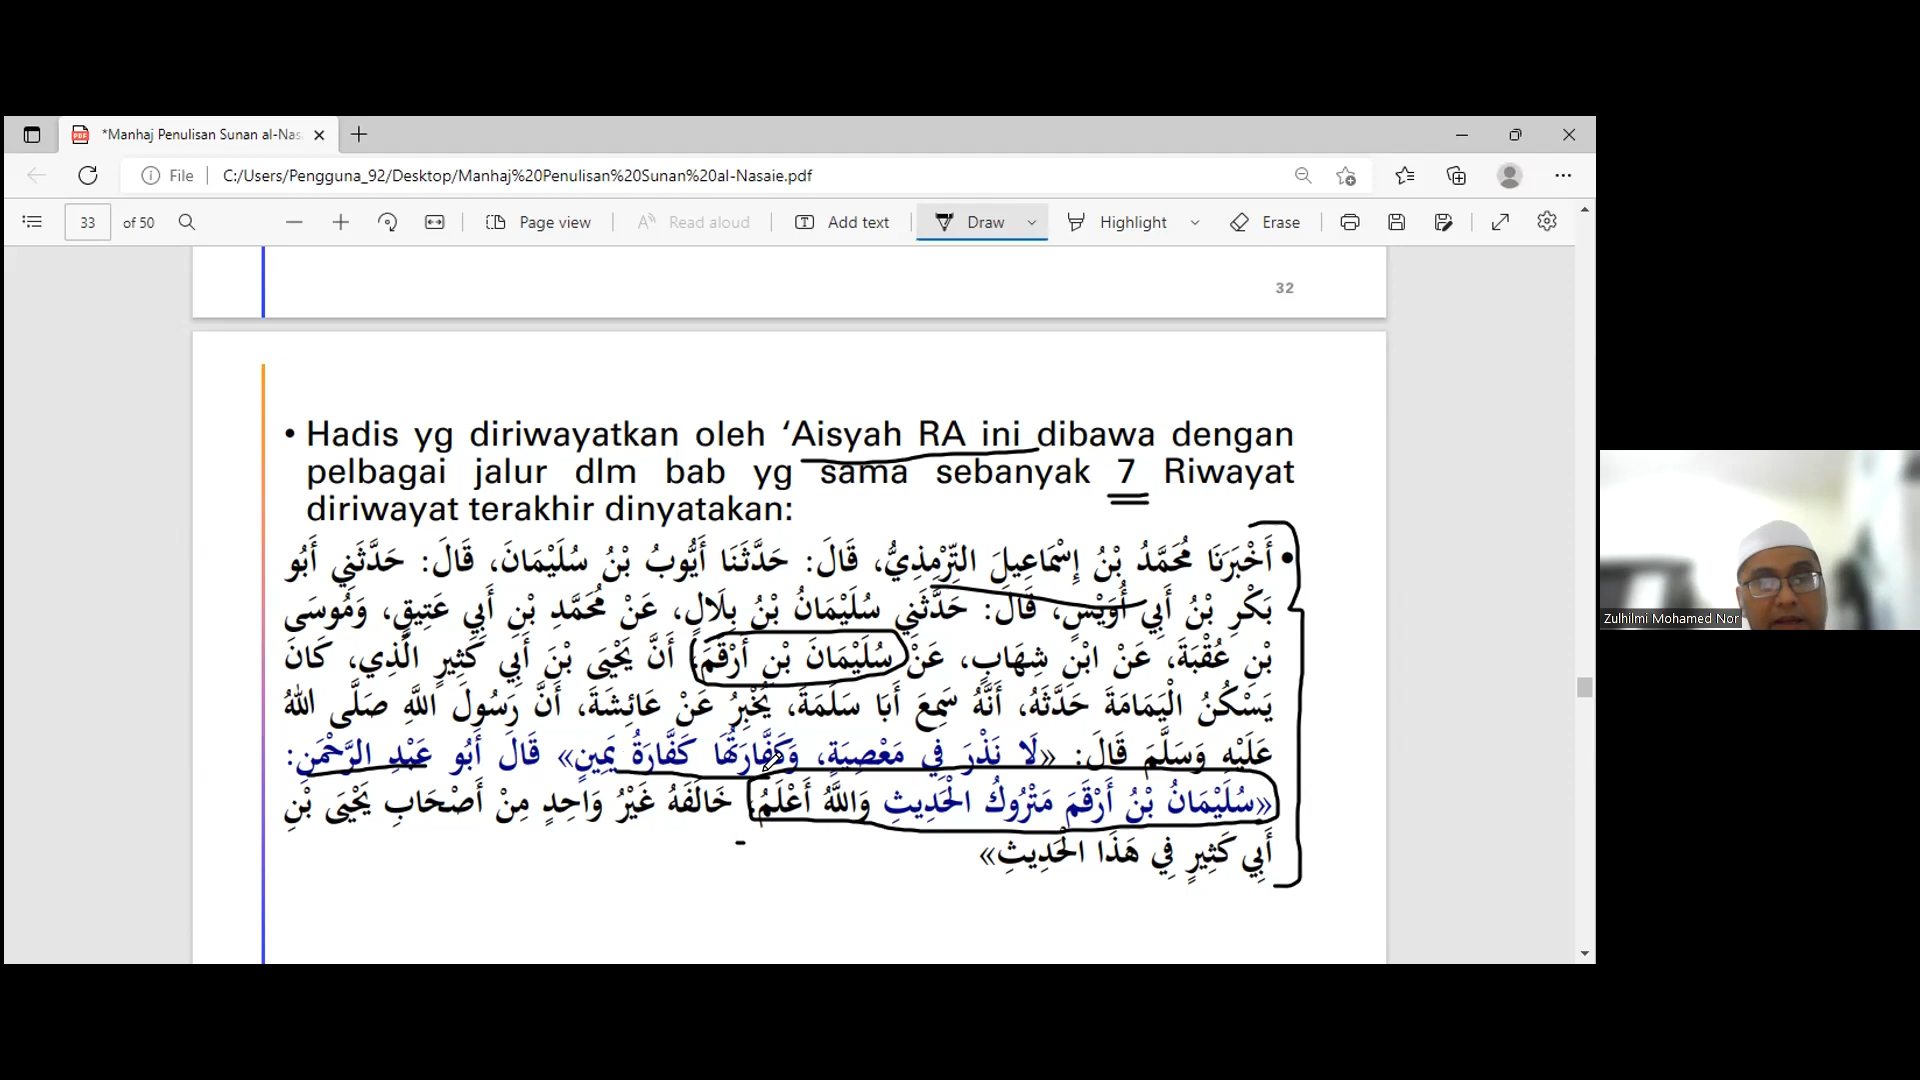 *Manhaj Penulisan Sunan al-Nas
File
C:/Users/Pengguna_92/Desktop/Manhaj%20Penulisan%20Sunan%20al-Nasaie.pdf
33 of 50
Page view
Read aloud
Add text
Draw
Highlight
Erase
32
• Hadis yg diriwayatkan oleh ‘Aisyah RA ini dibawa dengan
pelbagai jalur dlm bab yg sama sebanyak 7 Riwayat
diriwayat terakhir dinyatakan:
• أَخْبَرَنَا مُحَمَّدُ بْنُ إِسْمَاعِيلَ التِّرْمِذِيُّ، قَالَ: حَدَّثَنَا أَيُّوبُ بْنُ سُلَيْمَانَ، قَالَ: حَدَّثَنِي أَبُو
بَكْرِ بْنُ أَبِي أُوَيْسٍ، قَالَ: حَدَّثَنِي سُلَيْمَانُ بْنُ بِلَالٍ، عَنْ مُحَمَّدِ بْنِ أَبِي عَتِيقٍ، وَمُوسَى
بْنِ عُقْبَةَ، عَنِ ابْنِ شِهَابٍ، عَنْ سُلَيْمَانَ بْنِ أَرْقَمَ، أَنَّ يَحْيَى بْنَ أَبِي كَثِيرٍ الَّذِي، كَانَ
يَسْكُنُ الْيَمَامَةَ حَدَّثَهُ، أَنَّهُ سَمِعَ أَبَا سَلَمَةَ، يُخْبِرُ عَنْ عَائِشَةَ، أَنَّ رَسُولَ اللَّهِ صَلَّى اللهُ
عَلَيْهِ وَسَلَّمَ قَالَ: «لَا نَذْرَ فِي مَعْصِيَةٍ، وَكَفَّارَتُهَا كَفَّارَةُ يَمِينٍ» قَالَ أَبُو عَبْدِ الرَّحْمَنِ:
«سُلَيْمَانُ بْنُ أَرْقَمَ مَتْرُوكُ الْحَدِيثِ وَاللَّهُ أَعْلَمُ، خَالَفَهُ غَيْرُ وَاحِدٍ مِنْ أَصْحَابِ يَحْيَى بْنِ
أَبِي كَثِيرٍ فِي هَذَا الْحَدِيثِ»
Zulhilmi Mohamed Nor